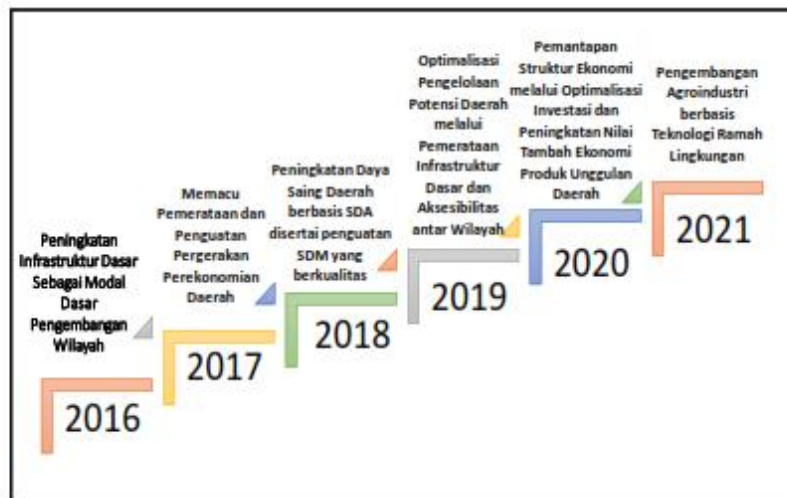 Peningkatan
Infrastruktur Dasar
Sebagai Modal
Dasar
Pengembangan
Wilayah
2016
Memacu
Pemerataan dan
Penguatan
Pergerakan
Perekonomian
Daerah
2017
Peningkatan Daya
Saing Daerah
berbasis SDA
disertai penguatan
SDM yang
berkualitas
2018
Optimalisasi
Pengelolaan
Potensi Daerah
melalui
Pemerataan
Infrastruktur
Dasar dan
Aksesibilitas
antar Wilayah
2019
Pemantapan
Struktur Ekonomi
melalui Optimalisasi
Investasi dan
Peningkatan Nilai
Tambah Ekonomi
Produk Unggulan
Daerah
2020
Pengembangan
Agroindustri
berbasis
Teknologi Ramah
Lingkungan
2021